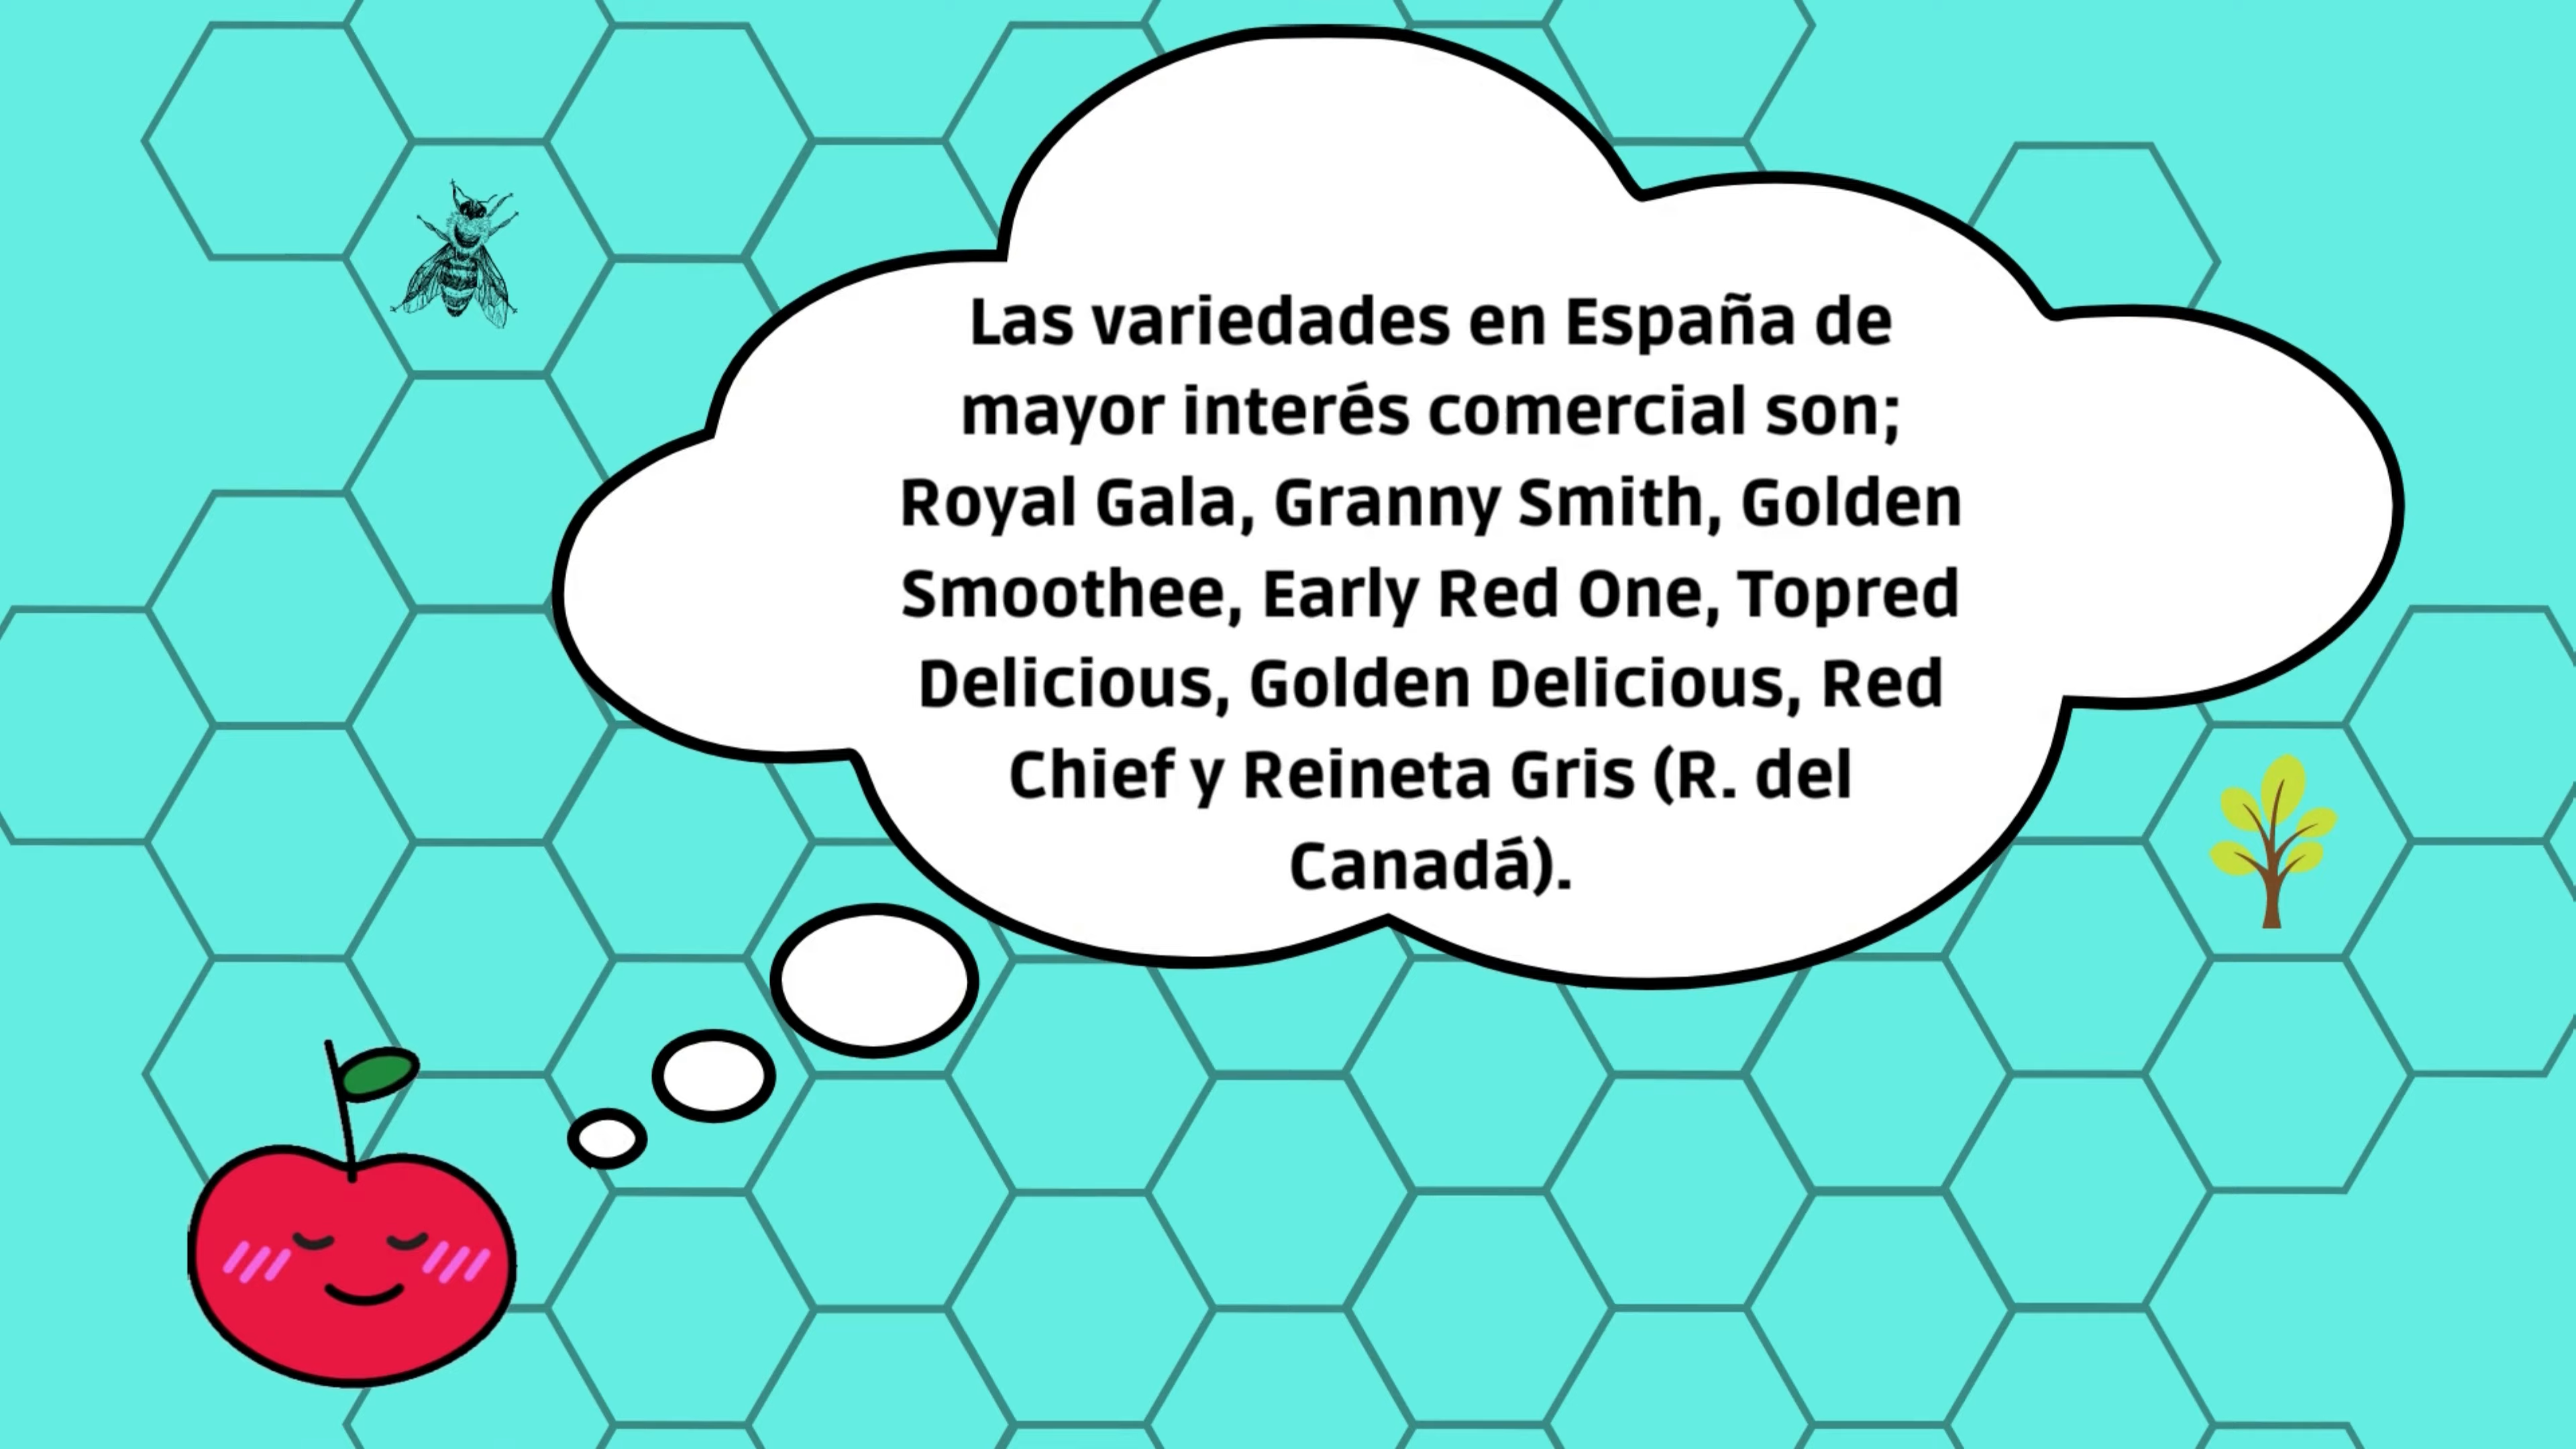 Las variedades en España de
mayor interés comercial son;
Royal Gala, Granny Smith, Golden
Smoothee, Early Red One, Topred
Delicious, Golden Delicious, Red
Chief y Reineta Gris (R. del
Canadá).